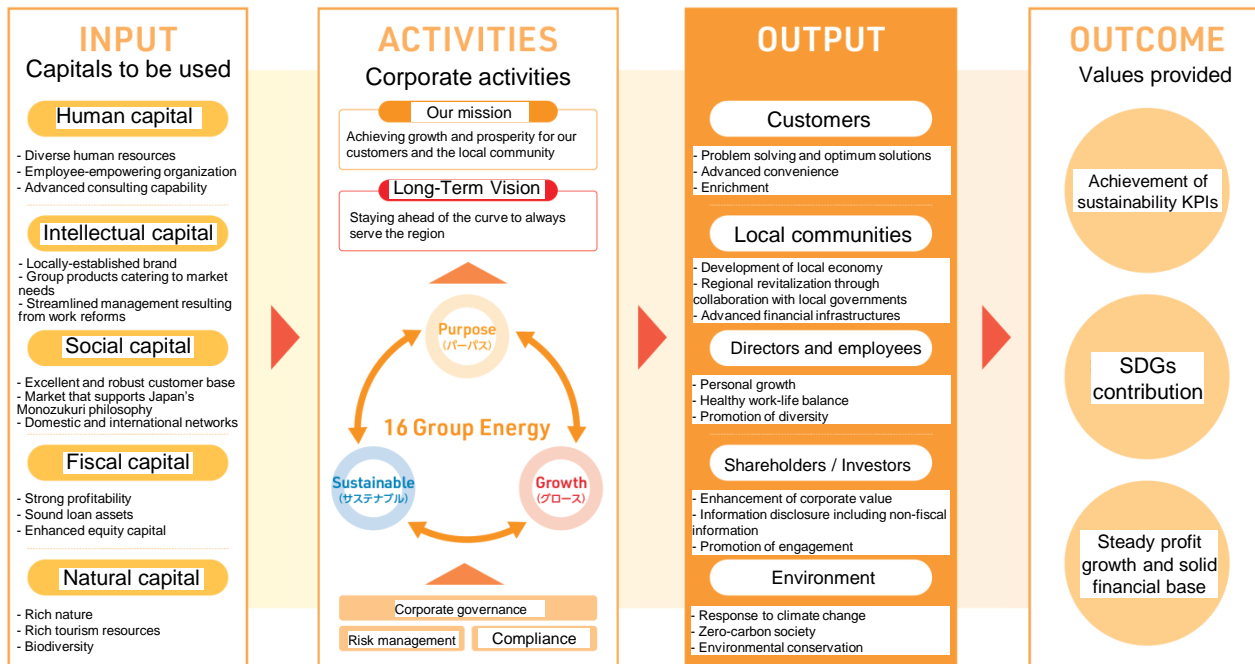 INPUT
Capitals to be used
Human capital
- Diverse human resources
- Employee-empowering organization
- Advanced consulting capability
Intellectual capital
- Locally-established brand
- Group products catering to market
needs
- Streamlined management resulting
from work reforms
Social capital
- Excellent and robust customer base
- Market that supports Japan's
Monozukuri philosophy
- Domestic and international networks
Fiscal capital
- Strong profitability
- Sound loan assets
- Enhanced equity capital
Natural capital
- Rich nature
- Rich tourism resources
- Biodiversity
ACTIVITIES
Corporate activities
Our mission
Achieving growth and prosperity for our
customers and the local community
Long-Term Vision
Staying ahead of the curve to always
serve the region
Purpose
(パーパス)
16 Group Energy
Sustainable
(サステナブル)
Growth
(グロース)
Corporate governance
Risk management
Compliance
OUTPUT
Customers
- Problem solving and optimum solutions
- Advanced convenience
- Enrichment
Local communities
- Development of local economy
- Regional revitalization through
collaboration with local governments
- Advanced financial infrastructures
Directors and employees
- Personal growth
- Healthy work-life balance
- Promotion of diversity
Shareholders / Investors
- Enhancement of corporate value
- Information disclosure including non-fiscal
information
- Promotion of engagement
Environment
- Response to climate change
- Zero-carbon society
- Environmental conservation
OUTCOME
Values provided
Achievement of
sustainability KPIs
SDGs
contribution
Steady profit
growth and solid
financial base